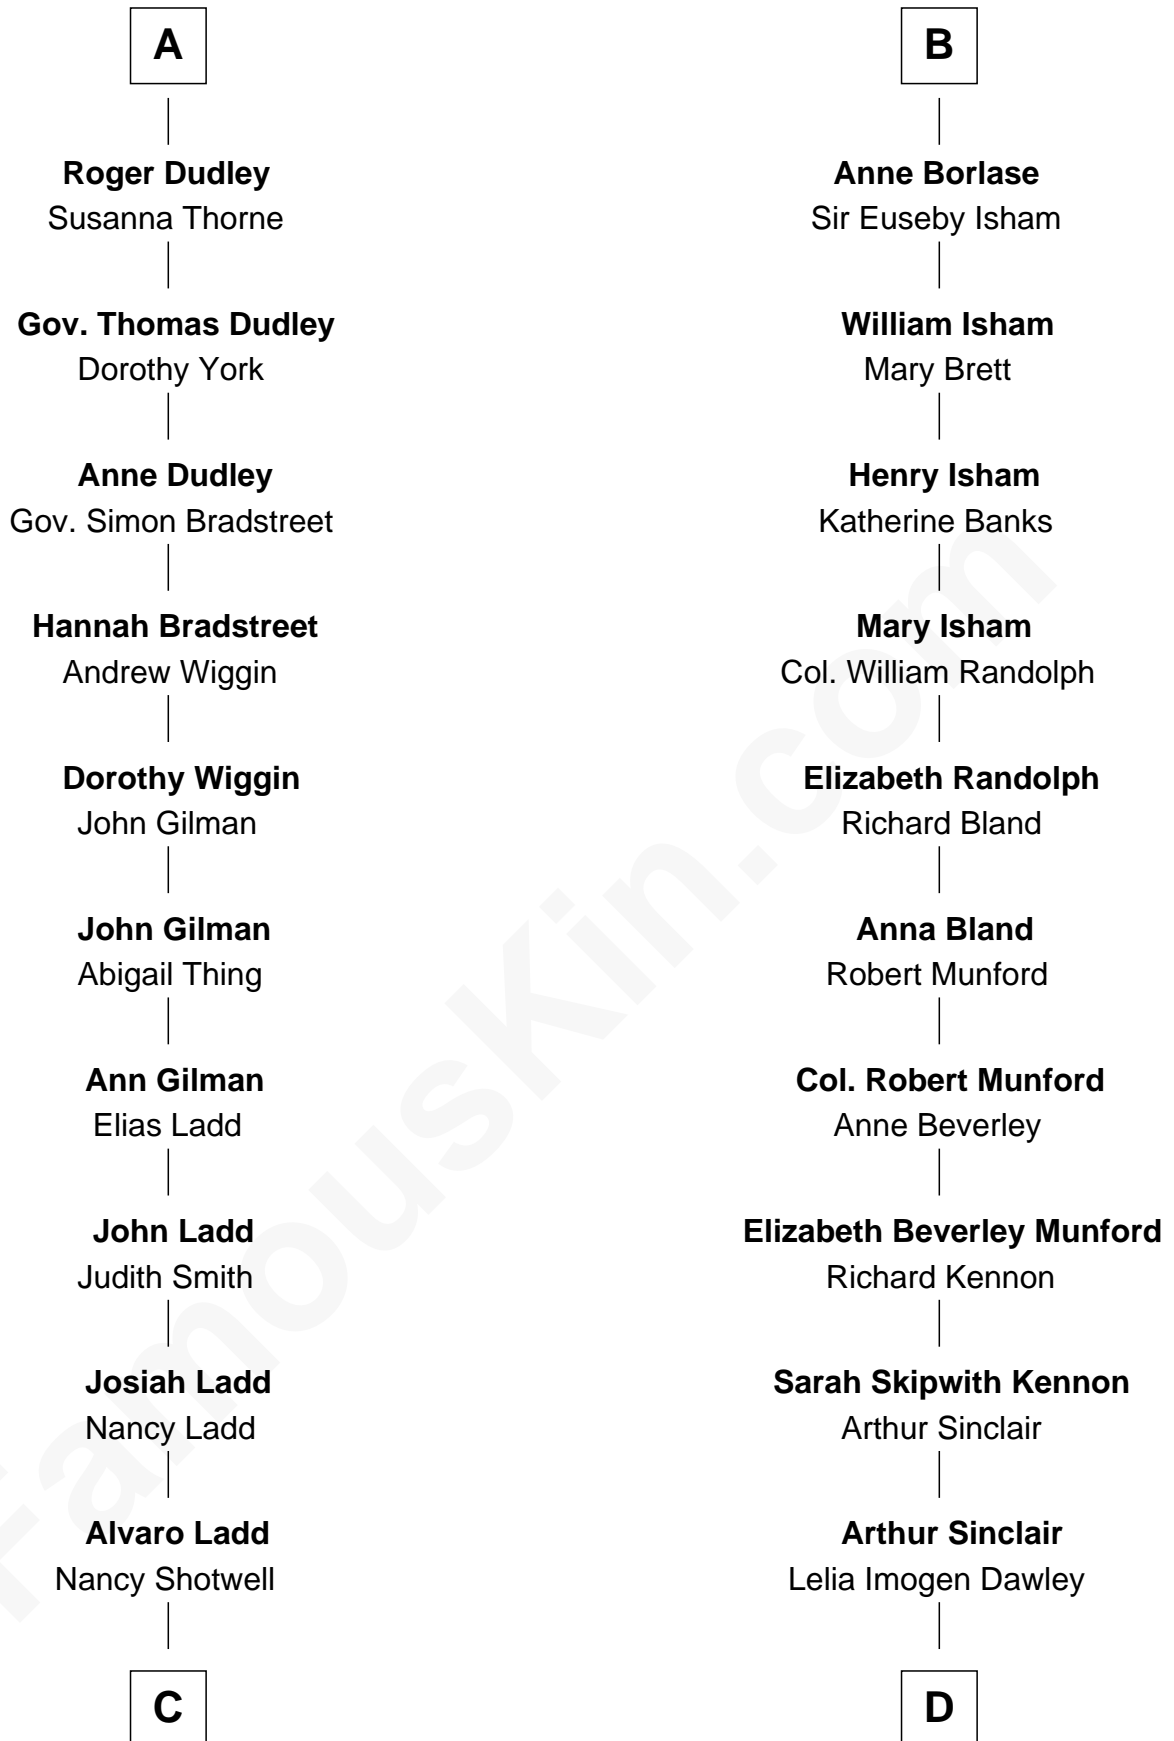 A
Roger Dudley
Susanna Thorne
Gov. Thomas Dudley
Dorothy York
Anne Dudley
Gov. Simon Bradstreet
Hannah Bradstreet
Andrew Wiggin
Dorothy Wiggin
John Gilman
John Gilman
Abigail Thing
Ann Gilman
Elias Ladd
John Ladd
Judith Smith
Josiah Ladd
Nancy Ladd
Alvaro Ladd
Nancy Shotwell
C
B
Anne Borlase
Sir Euseby Isham
William Isham
Mary Brett
Henry Isham
Katherine Banks
Mary Isham
Col. William Randolph
Elizabeth Randolph
Richard Bland
Anna Bland
Robert Munford
Col. Robert Munford
Anne Beverley
Elizabeth Beverley Munford
Richard Kennon
Sarah Skipwith Kennon
Arthur Sinclair
Arthur Sinclair
Lelia Imogen Dawley
D
FamousKin.com